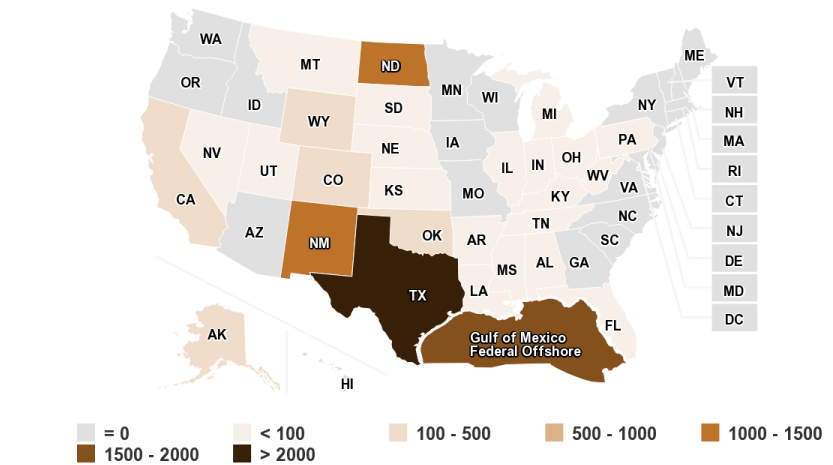 WA
ME
MT
ND
VT
OR
MN
ID
WI
NY
SD
NH
MI
WY
MA
IA
NE
PA
NV
OH
IL
IN
RI
UT
WV
CO
KS
VA
KY
MO
CA
CT
NC
TN
AZ
NM
OK
AR
SC
NJ
GA
AL
DE
MS
TX
LA
MD
DC
FL
AK
Gulf of Mexico
Federal Offshore
HI
= 0
< 100
100 - 500
500 - 1000
1000 - 1500
1500 - 2000
> 2000